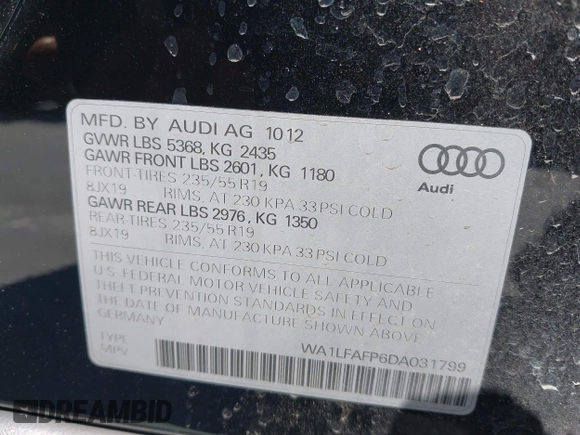 MFD. BY AUDI AG 1012
GVWR LBS 5368, KG 2435
GAWR FRONT LBS 2601, KG 1180
FRONT-TIRES 235/55 R19
8JX19 RIMS, AT 230 KPA 33 PSI COLD
GAWR REAR LBS 2976, KG 1350
REAR-TIRES 235/55 R19
8JX19 RIMS, AT 230 KPA 33 PSI COLD
Audi
THIS VEHICLE CONFORMS TO ALL APPLICABLE
U.S. FEDERAL MOTOR VEHICLE SAFETY AND
THEFT PREVENTION STANDARDS IN EFFECT ON
THE DATE OF MANUFACTURE SHOWN ABOVE
GERMANY
TYPE
MPV
WA1LFAFP6DA031799
DREAMBID